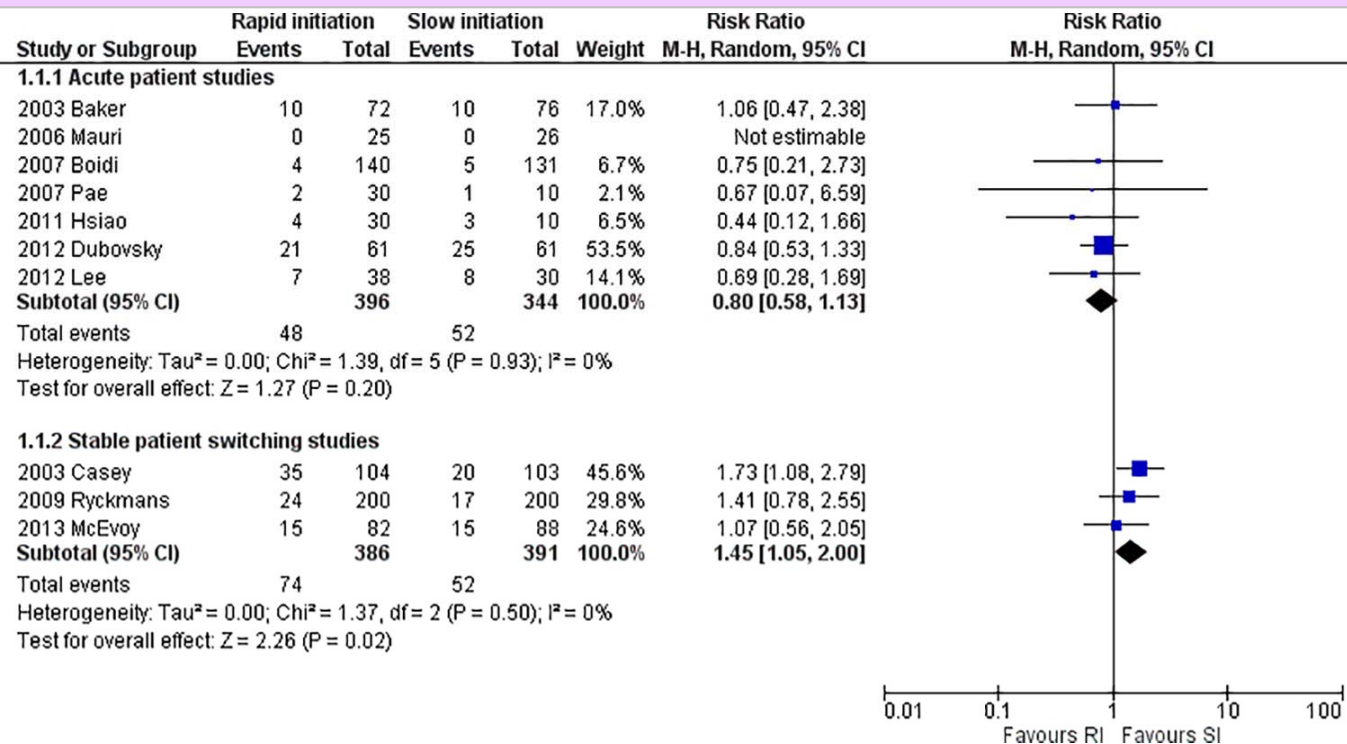 Rapid initiation Slow initiation Risk Ratio Risk Ratio
Study or Subgroup Events Total Events Total Weight M-H, Random, 95% CI M-H, Random, 95% CI
1.1.1 Acute patient studies
2003 Baker 10 72 10 76 17.0% 1.06 [0.47, 2.38]
2006 Mauri 0 25 0 26 Not estimable
2007 Boidi 4 140 5 131 6.7% 0.75 [0.21, 2.73]
2007 Pae 2 30 1 10 2.1% 0.67 [0.07, 6.59]
2011 Hsiao 4 30 3 10 6.5% 0.44 [0.12, 1.66]
2012 Dubovsky 21 61 25 61 53.5% 0.84 [0.53, 1.33]
2012 Lee 7 38 8 30 14.1% 0.69 [0.28, 1.69]
Subtotal (95% CI) 396 344 100.0% 0.80 [0.58, 1.13]
Total events 48 52
Heterogeneity: Tau² = 0.00; Chi² = 1.39, df = 5 (P = 0.93); I² = 0%
Test for overall effect: Z = 1.27 (P = 0.20)
1.1.2 Stable patient switching studies
2003 Casey 35 104 20 103 45.6% 1.73 [1.08, 2.79]
2009 Ryckmans 24 200 17 200 29.8% 1.41 [0.78, 2.55]
2013 McEvoy 15 82 15 88 24.6% 1.07 [0.56, 2.05]
Subtotal (95% CI) 386 391 100.0% 1.45 [1.05, 2.00]
Total events 74 52
Heterogeneity: Tau² = 0.00; Chi² = 1.37, df = 2 (P = 0.50); I² = 0%
Test for overall effect: Z = 2.26 (P = 0.02)
0.01 0.1 1 10 100
Favours RI Favours SI